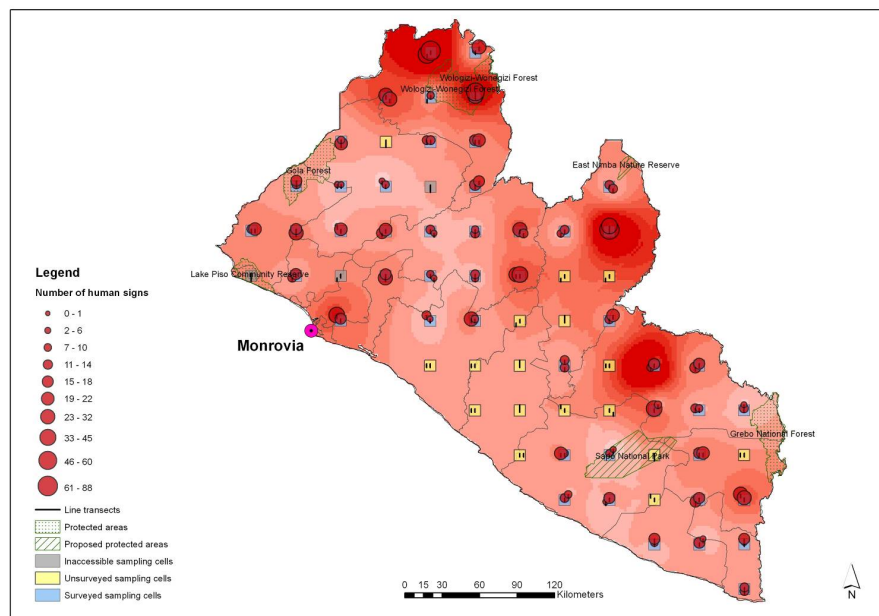 Wologizi-Wonegizi Forest
Wologizi-Wonegizi Forest
East Nimba Nature Reserve
Gola Forest
Lake Piso Community Reserve
Monrovia
Grebo National Forest
Sapo National Park
Legend
Number of human signs
0 - 1
2 - 6
7 - 10
11 - 14
15 - 18
19 - 22
23 - 32
33 - 45
46 - 60
61 - 88
Line transects
Protected areas
Proposed protected areas
Inaccessible sampling cells
Unsurveyed sampling cells
Surveyed sampling cells
0 15 30 60 90 120
Kilometers
N